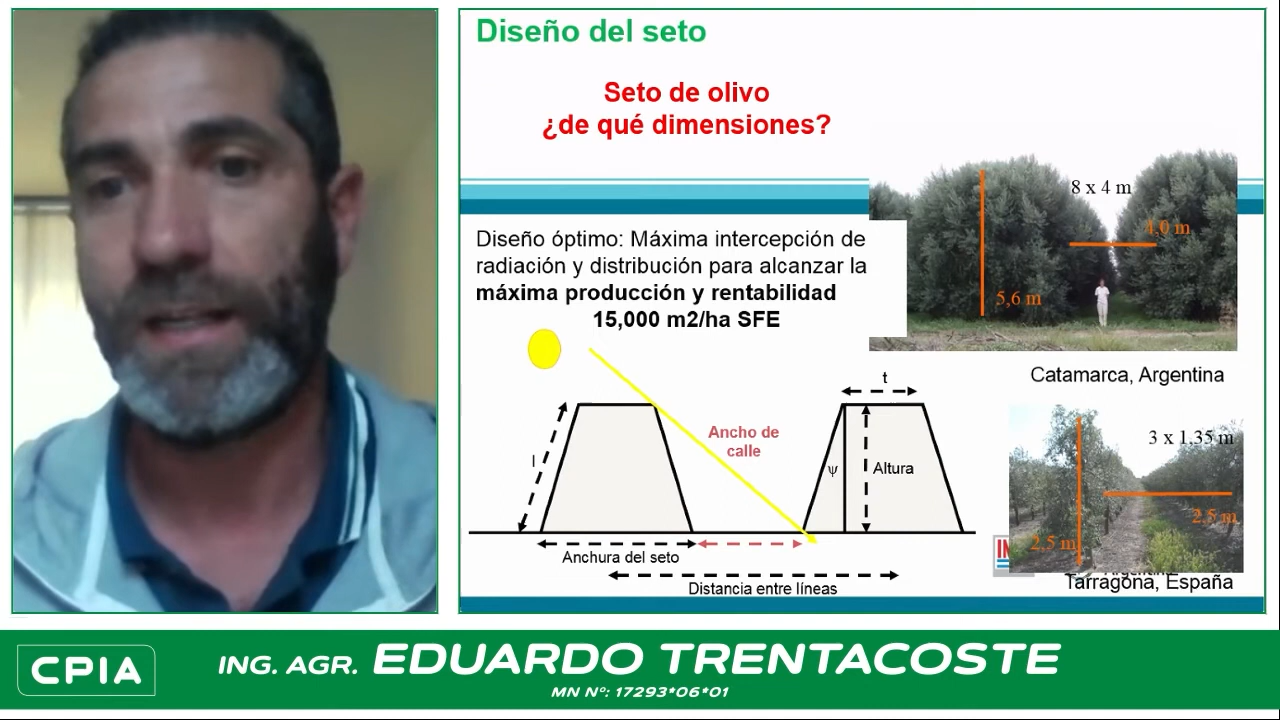 Diseño del seto
Seto de olivo
¿de qué dimensiones?
8 x 4 m
4,0 m
5,6 m
Diseño óptimo: Máxima intercepción de
radiación y distribución para alcanzar la
máxima producción y rentabilidad
15,000 m2/ha SFE
Catamarca, Argentina
t
Ancho de
calle
l
ψ
Altura
3 x 1,35 m
2,5 m
2,5 m
IN
Anchura del seto
Distancia entre líneas
Tarragona, España
CPIA
ING. AGR. EDUARDO TRENTACOSTE
MN Nº: 17293*06*01